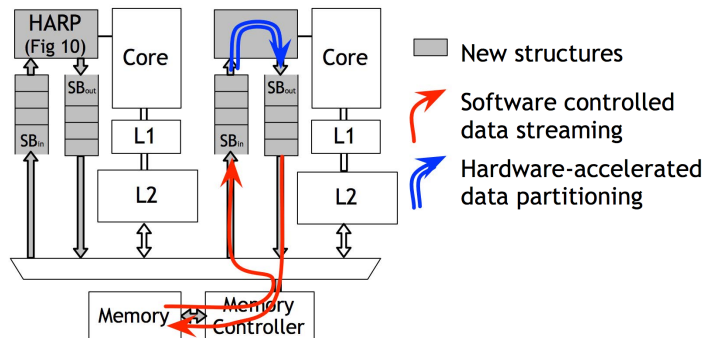 HARP
(Fig 10)
Core
SBin
SBout
L1
L2
Core
SBin
SBout
L1
L2
Memory
Memory
Controller
New structures
Software controlled
data streaming
Hardware-accelerated
data partitioning